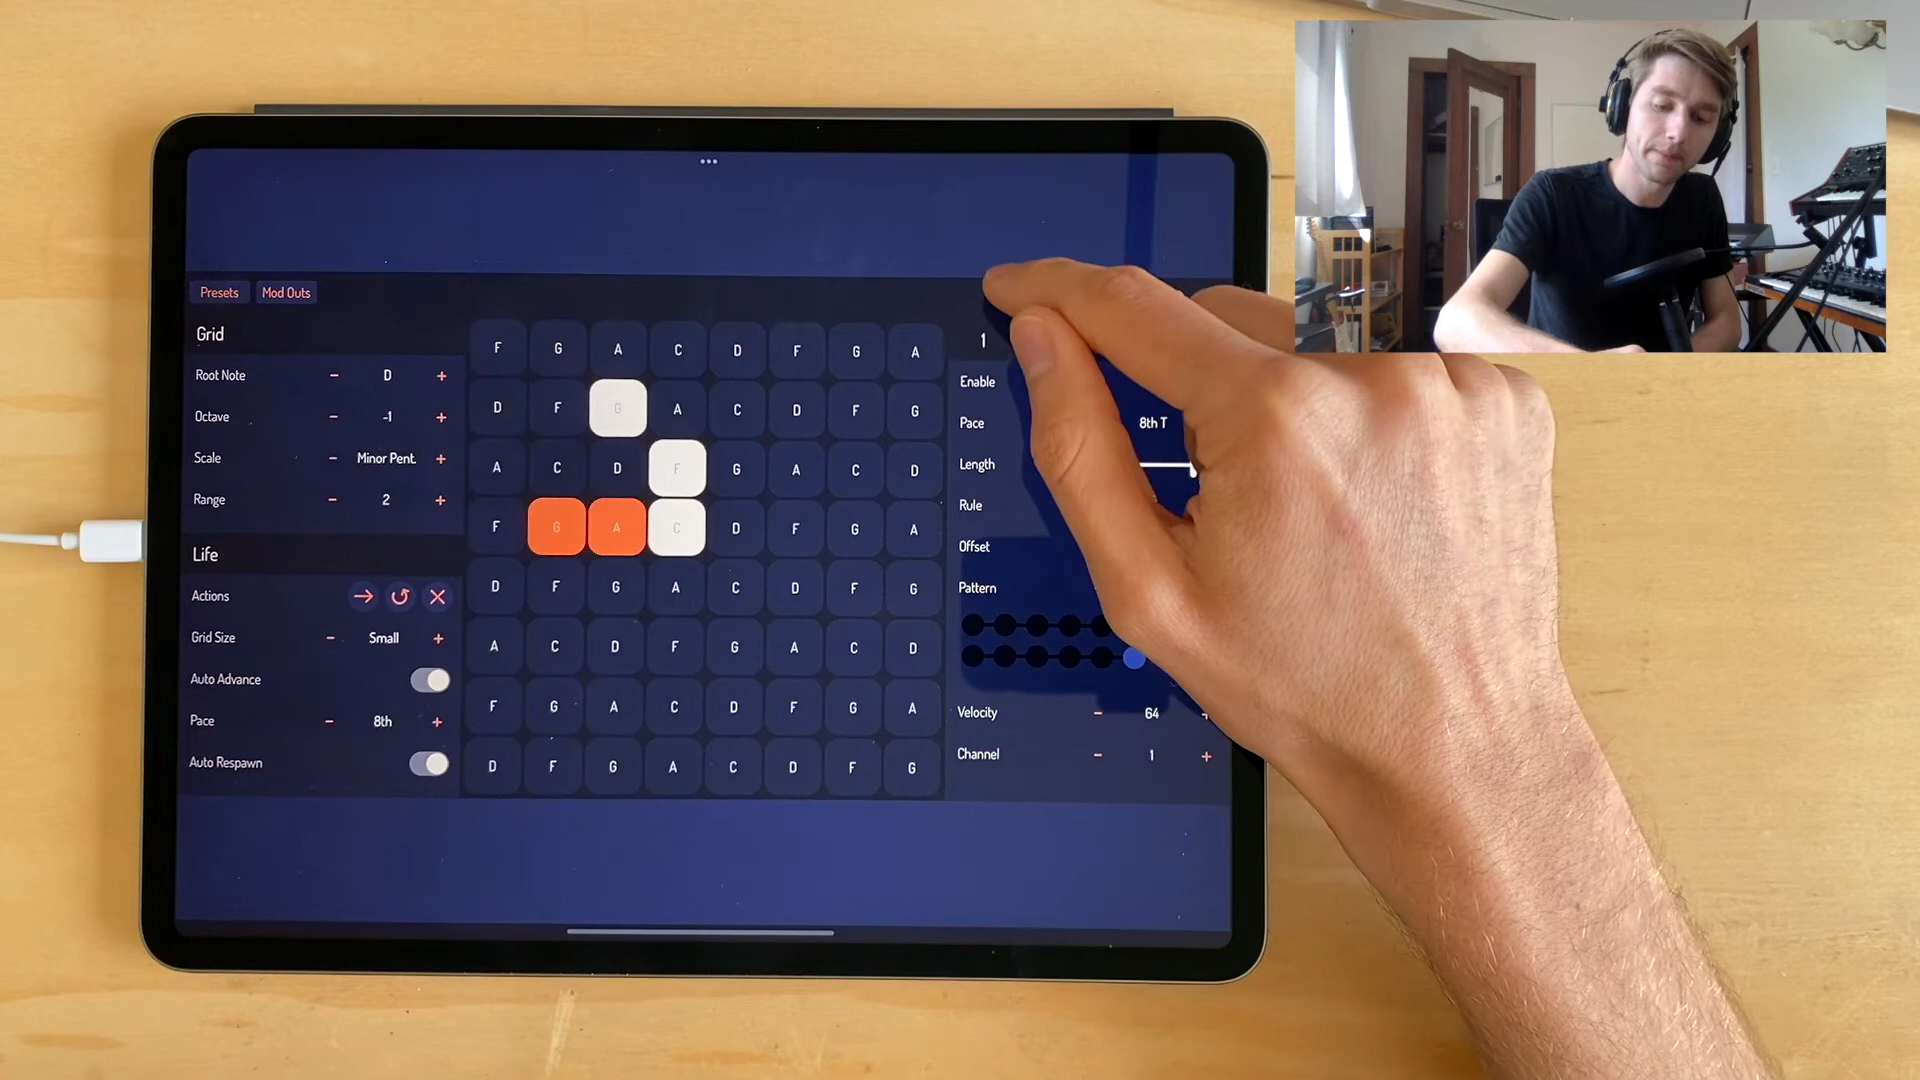 Presets Mod Outs
Grid
Root Note - D +
Octave - -1 +
Scale - Minor Pent. +
Range - 2 +
Life
Actions
Grid Size - Small +
Auto Advance
Pace - 8th +
Auto Respawn
F G A C D F G A
D F G A C D F G
A C D F G A C D
F G A C D F G A
D F G A C D F G
A C D F G A C D
F G A C D F G A
D F G A C D F G
1
Enable
Pace 8th T
Length
Rule
Offset
Pattern
Velocity - 64 +
Channel - 1 +